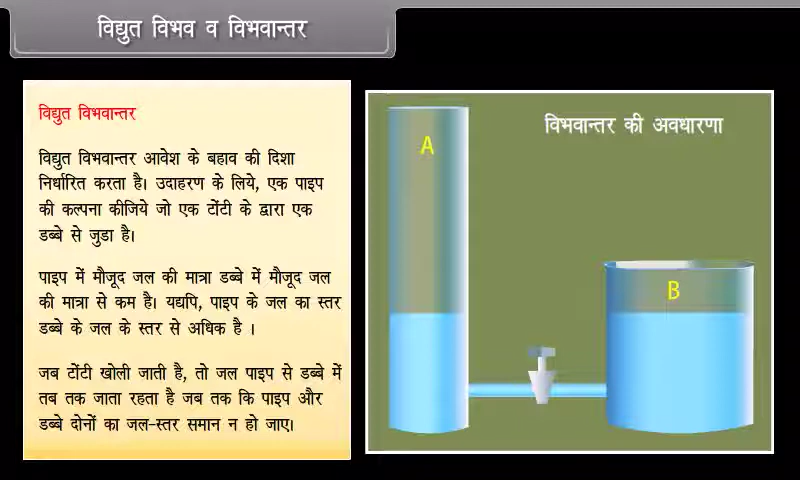 विद्युत विभव व विभवान्तर
विद्युत विभवान्तर
विद्युत विभवान्तर आवेश के बहाव की दिशा
निर्धारित करता है। उदाहरण के लिये, एक पाइप
की कल्पना कीजिये जो एक टोंटी के द्वारा एक
डब्बे से जुडा है।
पाइप में मौजूद जल की मात्रा डब्बे में मौजूद जल
की मात्रा से कम है। यद्यपि, पाइप के जल का स्तर
डब्बे के जल के स्तर से अधिक है ।
जब टोंटी खोली जाती है, तो जल पाइप से डब्बे में
तब तक जाता रहता है जब तक कि पाइप और
डब्बे दोनों का जल-स्तर समान न हो जाए।
विभवान्तर की अवधारणा
A
B